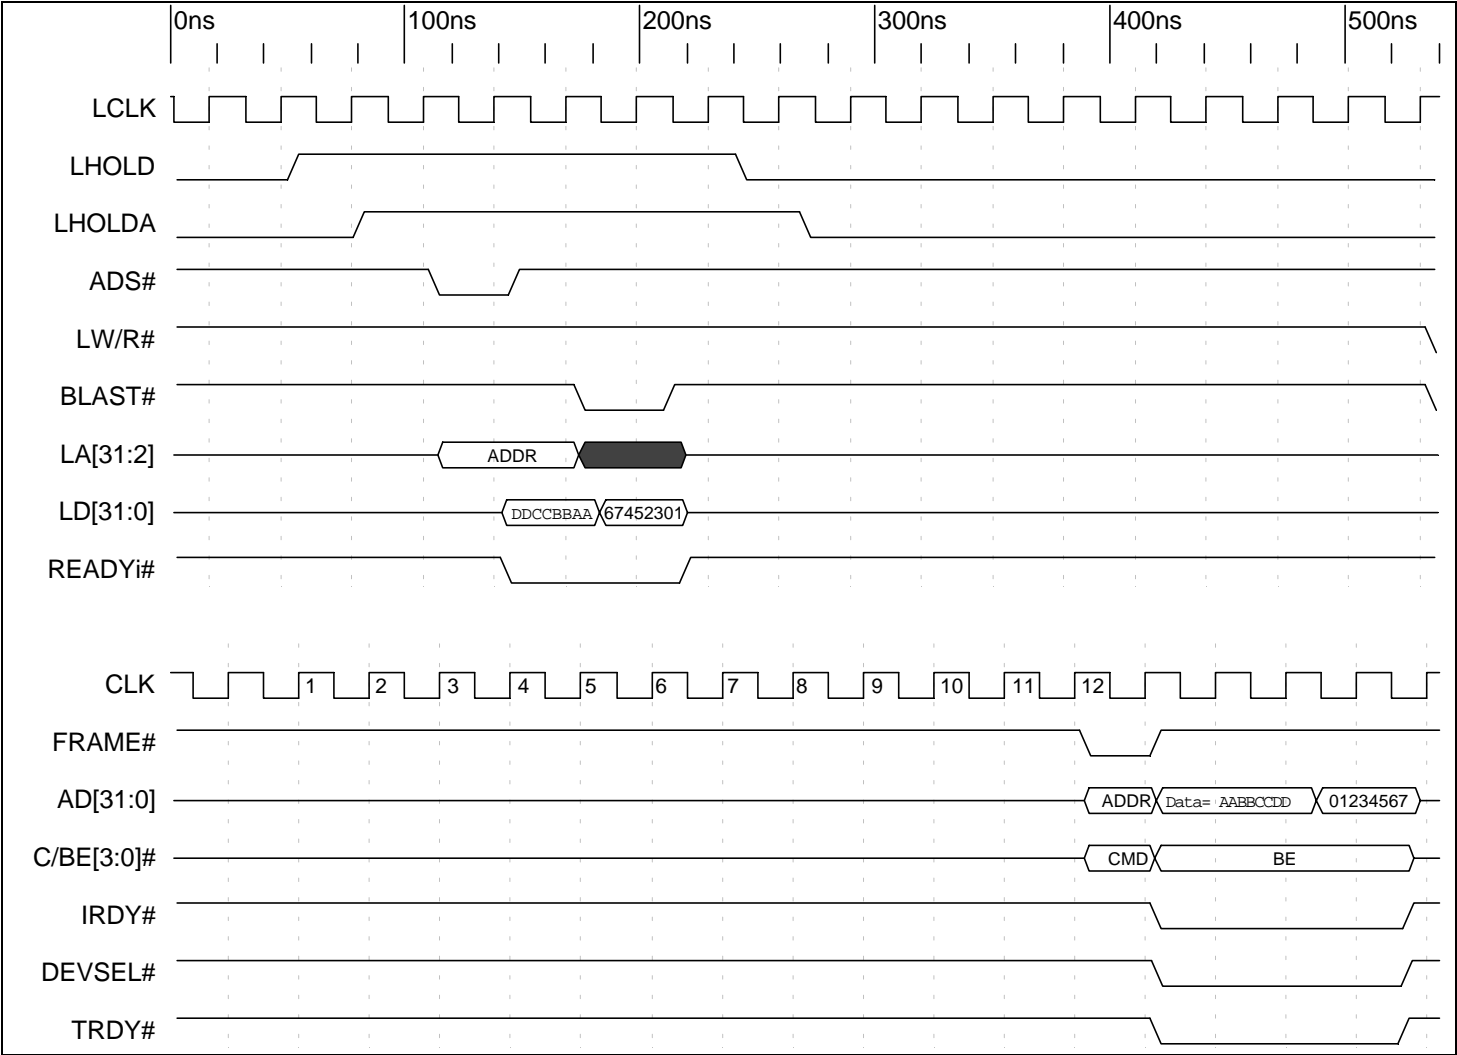 0ns 100ns 200ns 300ns 400ns 500ns
LCLK
LHOLD
LHOLDA
ADS#
LW/R#
BLAST#
LA[31:2] ADDR
LD[31:0] DDCCBBAA 67452301
READYi#
CLK 1 2 3 4 5 6 7 8 9 10 11 12
FRAME#
AD[31:0] ADDR Data= AABBCCDD 01234567
C/BE[3:0]# CMD BE
IRDY#
DEVSEL#
TRDY#